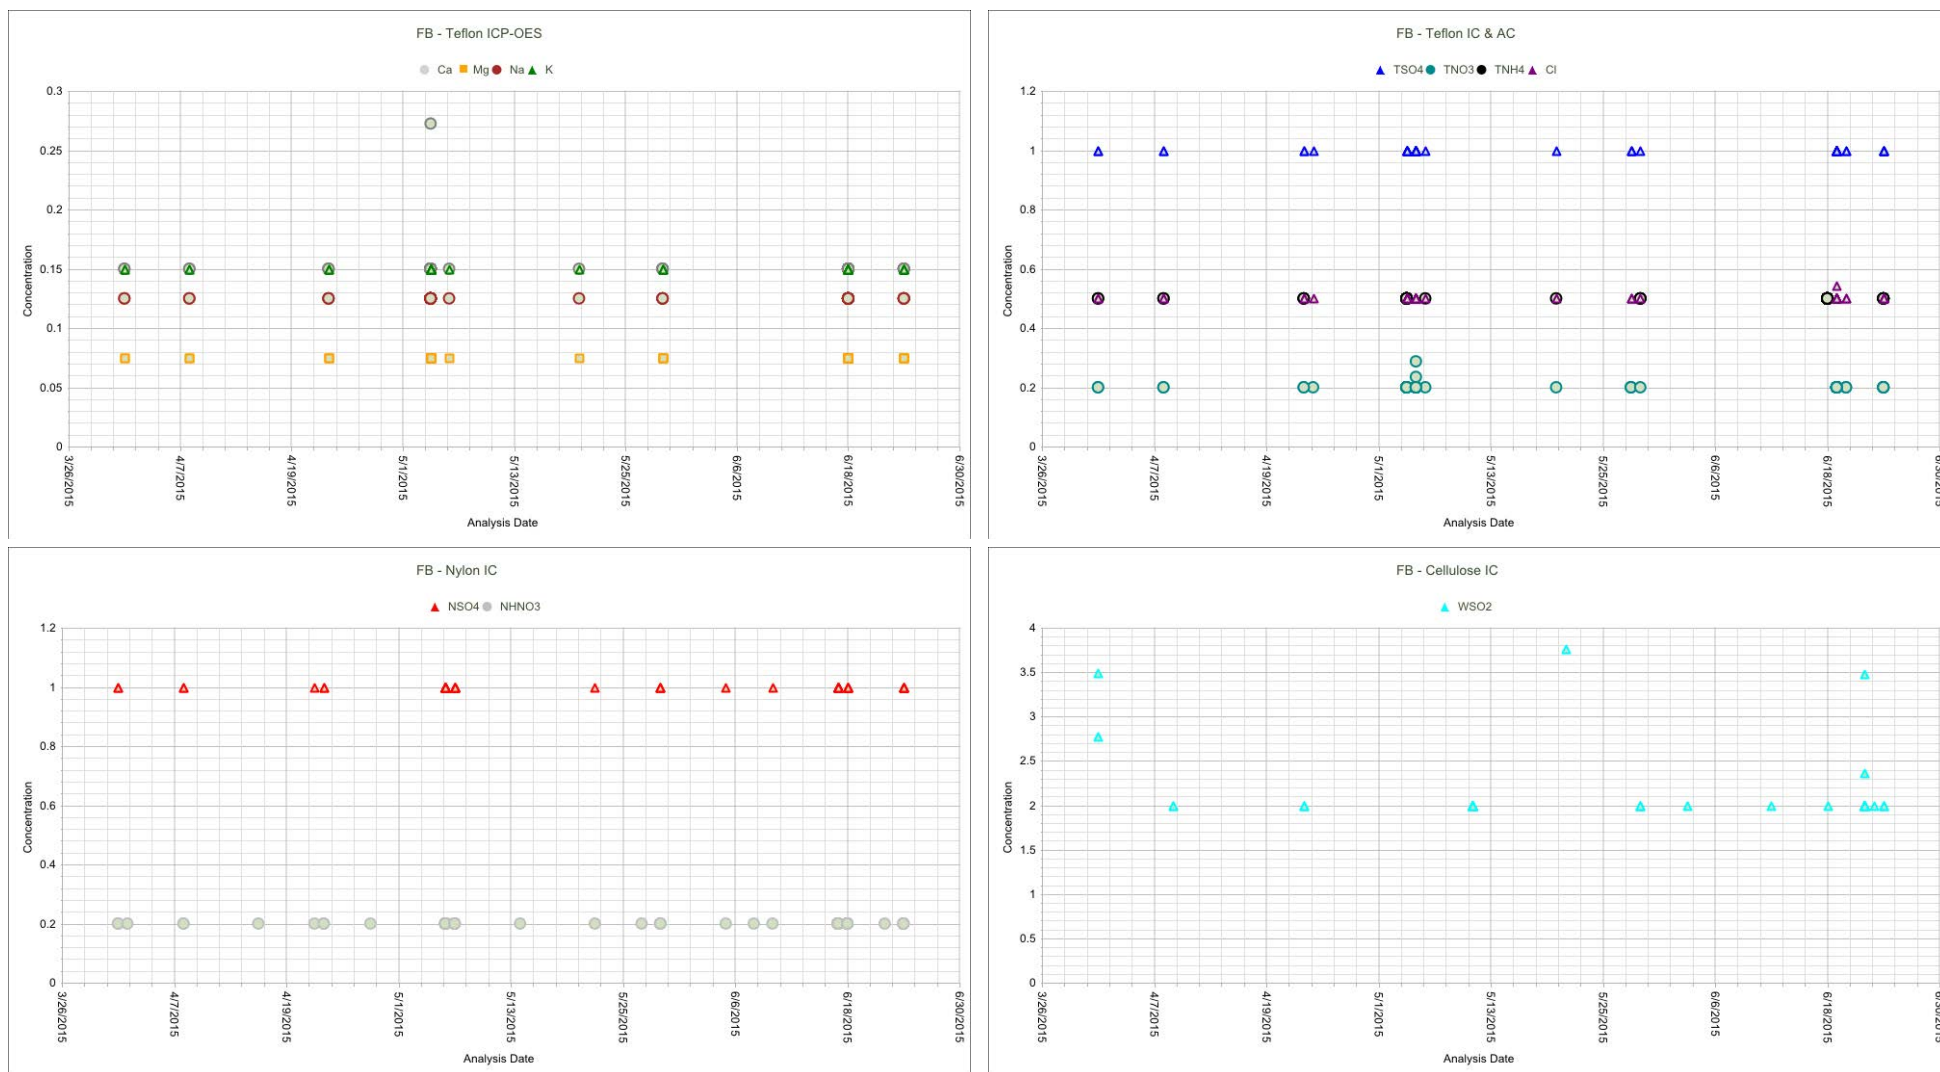 FB - Teflon ICP-OES
Ca Mg Na K
0.3
0.25
0.2
0.15
0.1
0.05
0
Concentration
3/26/2015 4/7/2015 4/19/2015 5/1/2015 5/13/2015 5/25/2015 6/6/2015 6/18/2015 6/30/2015
Analysis Date
FB - Teflon IC & AC
TSO4 TNO3 TNH4 Cl
1.2
1
0.8
0.6
0.4
0.2
0
Concentration
3/26/2015 4/7/2015 4/19/2015 5/1/2015 5/13/2015 5/25/2015 6/6/2015 6/18/2015 6/30/2015
Analysis Date
FB - Nylon IC
NSO4 NHNO3
1.2
1
0.8
0.6
0.4
0.2
0
Concentration
3/26/2015 4/7/2015 4/19/2015 5/1/2015 5/13/2015 5/25/2015 6/6/2015 6/18/2015 6/30/2015
Analysis Date
FB - Cellulose IC
WSO2
4
3.5
3
2.5
2
1.5
1
0.5
0
Concentration
3/26/2015 4/7/2015 4/19/2015 5/1/2015 5/13/2015 5/25/2015 6/6/2015 6/18/2015 6/30/2015
Analysis Date